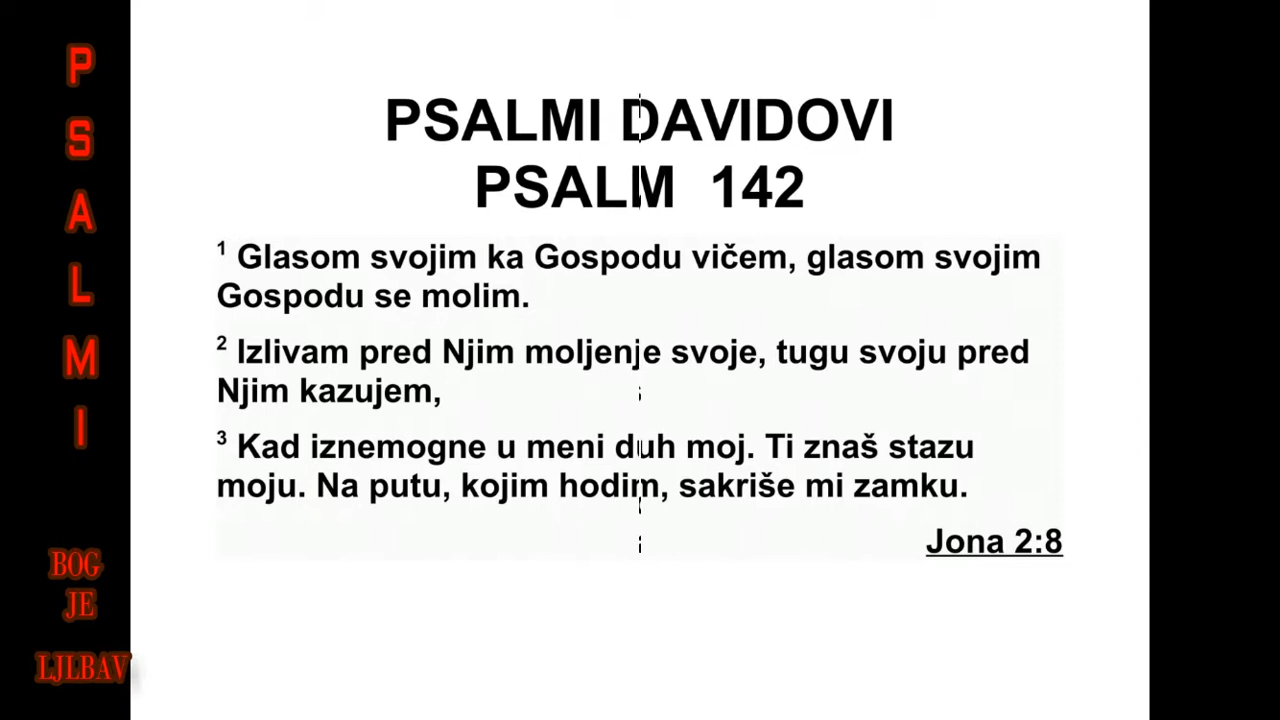 P
S
A
L
M
I
BOG
JE
LJLBAV
PSALMI DAVIDOVI
PSALM 142
1 Glasom svojim ka Gospodu vičem, glasom svojim
Gospodu se molim.
2 Izlivam pred Njim moljenje svoje, tugu svoju pred
Njim kazujem,
3 Kad iznemogne u meni duh moj. Ti znaš stazu
moju. Na putu, kojim hodim, sakriše mi zamku.
Jona 2:8